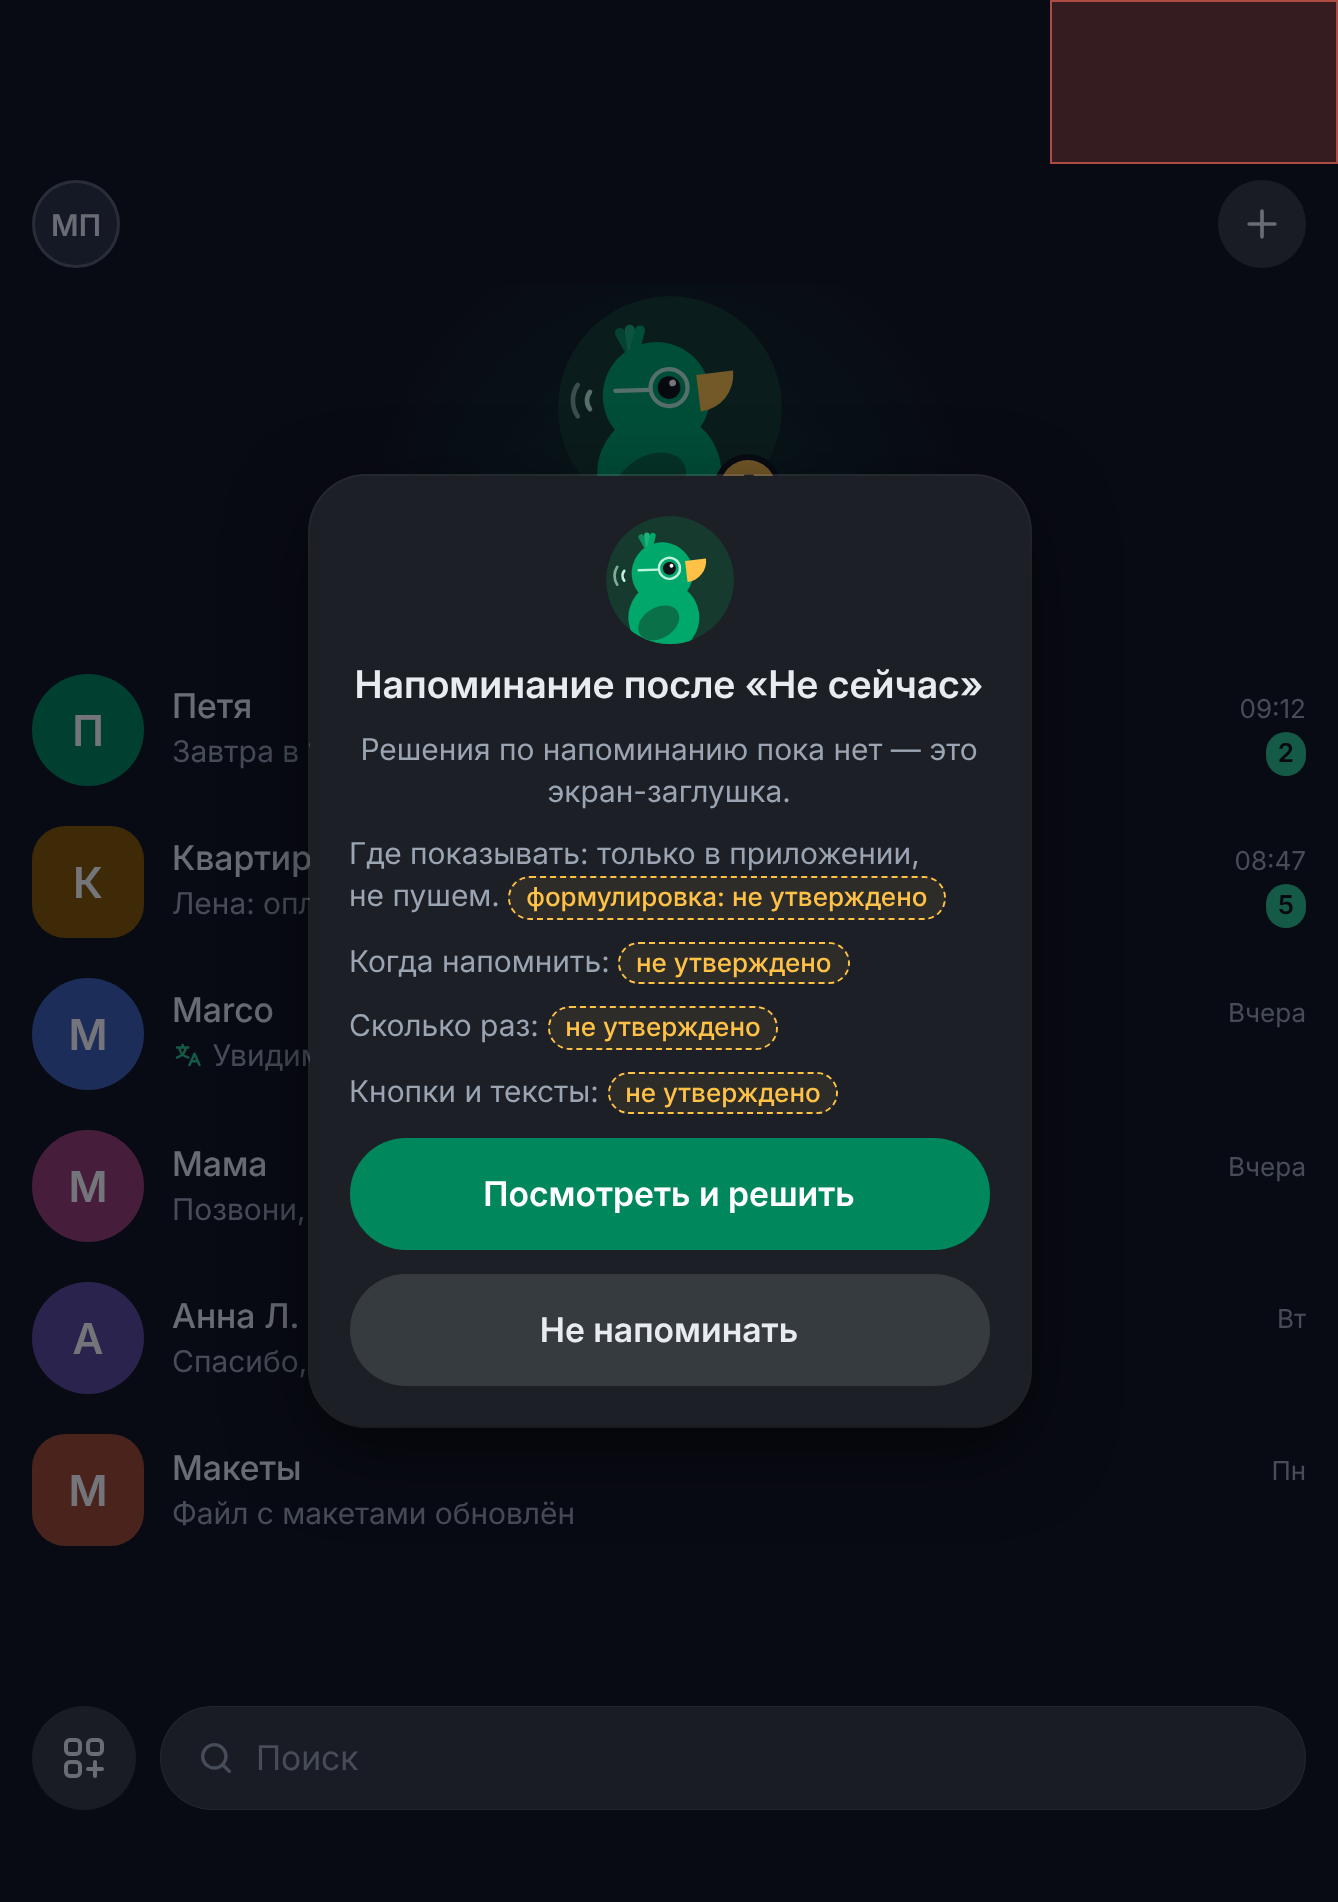 МП
Напоминание после «Не сейчас»
Решения по напоминанию пока нет — это
экран-заглушка.
Где показывать: только в приложении,
не пушем. формулировка: не утверждено
Когда напомнить: не утверждено
Сколько раз: не утверждено
Кнопки и тексты: не утверждено
Посмотреть и решить
Не напоминать
П
Петя
09:12
Завтра в
2
К
Квартир
08:47
Лена: опл
5
M
Marco
Вчера
Увидим
М
Мама
Вчера
Позвони,
А
Анна Л.
Вт
Спасибо,
М
Макеты
Пн
Файл с макетами обновлён
Поиск